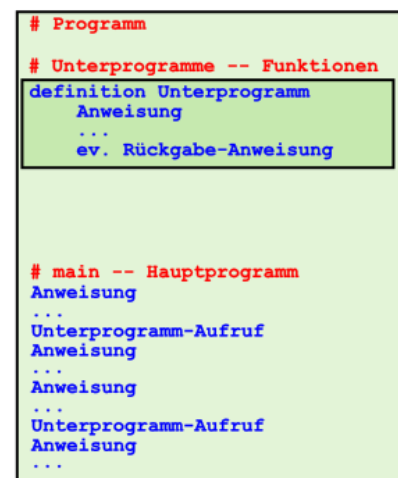 # Programm
# Unterprogramme -- Funktionen
definition Unterprogramm
Anweisung
...
ev. Rückgabe-Anweisung
# main -- Hauptprogramm
Anweisung
...
Unterprogramm-Aufruf
Anweisung
...
Anweisung
...
Unterprogramm-Aufruf
Anweisung
...